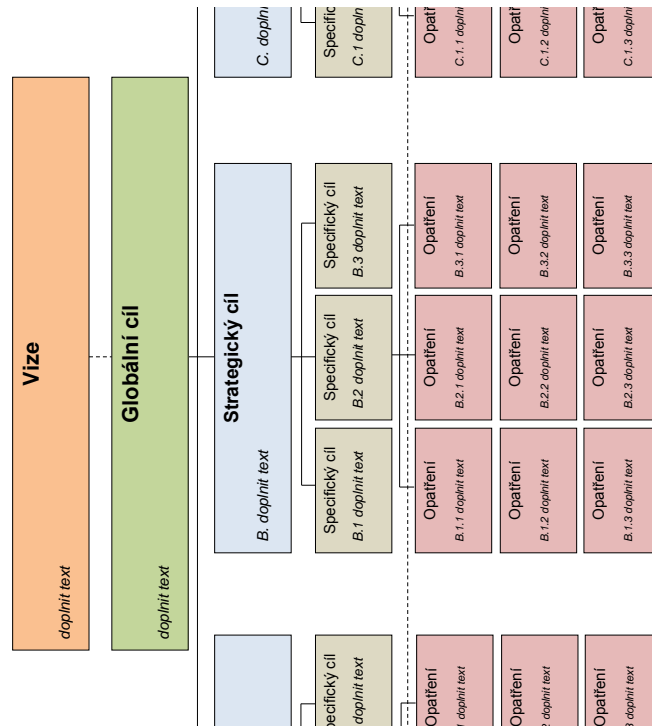 Vize
doplnit text
Globální cíl
doplnit text
Strategický cíl
B. doplnit text
Specifický cíl
B.1 doplnit text
Specifický cíl
B.2 doplnit text
Specifický cíl
B.3 doplnit text
Opatření
B.1.1 doplnit text
Opatření
B.2.1 doplnit text
Opatření
B.3.1 doplnit text
Opatření
B.1.2 doplnit text
Opatření
B.2.2 doplnit text
Opatření
B.3.2 doplnit text
Opatření
B.1.3 doplnit text
Opatření
B.2.3 doplnit text
Opatření
B.3.3 doplnit text
cíl
doplnit text
Opatření
doplnit text
Opatření
doplnit text
Opatření
doplnit text
C.
C.1
C.1.1
C.1.2
C.1.3